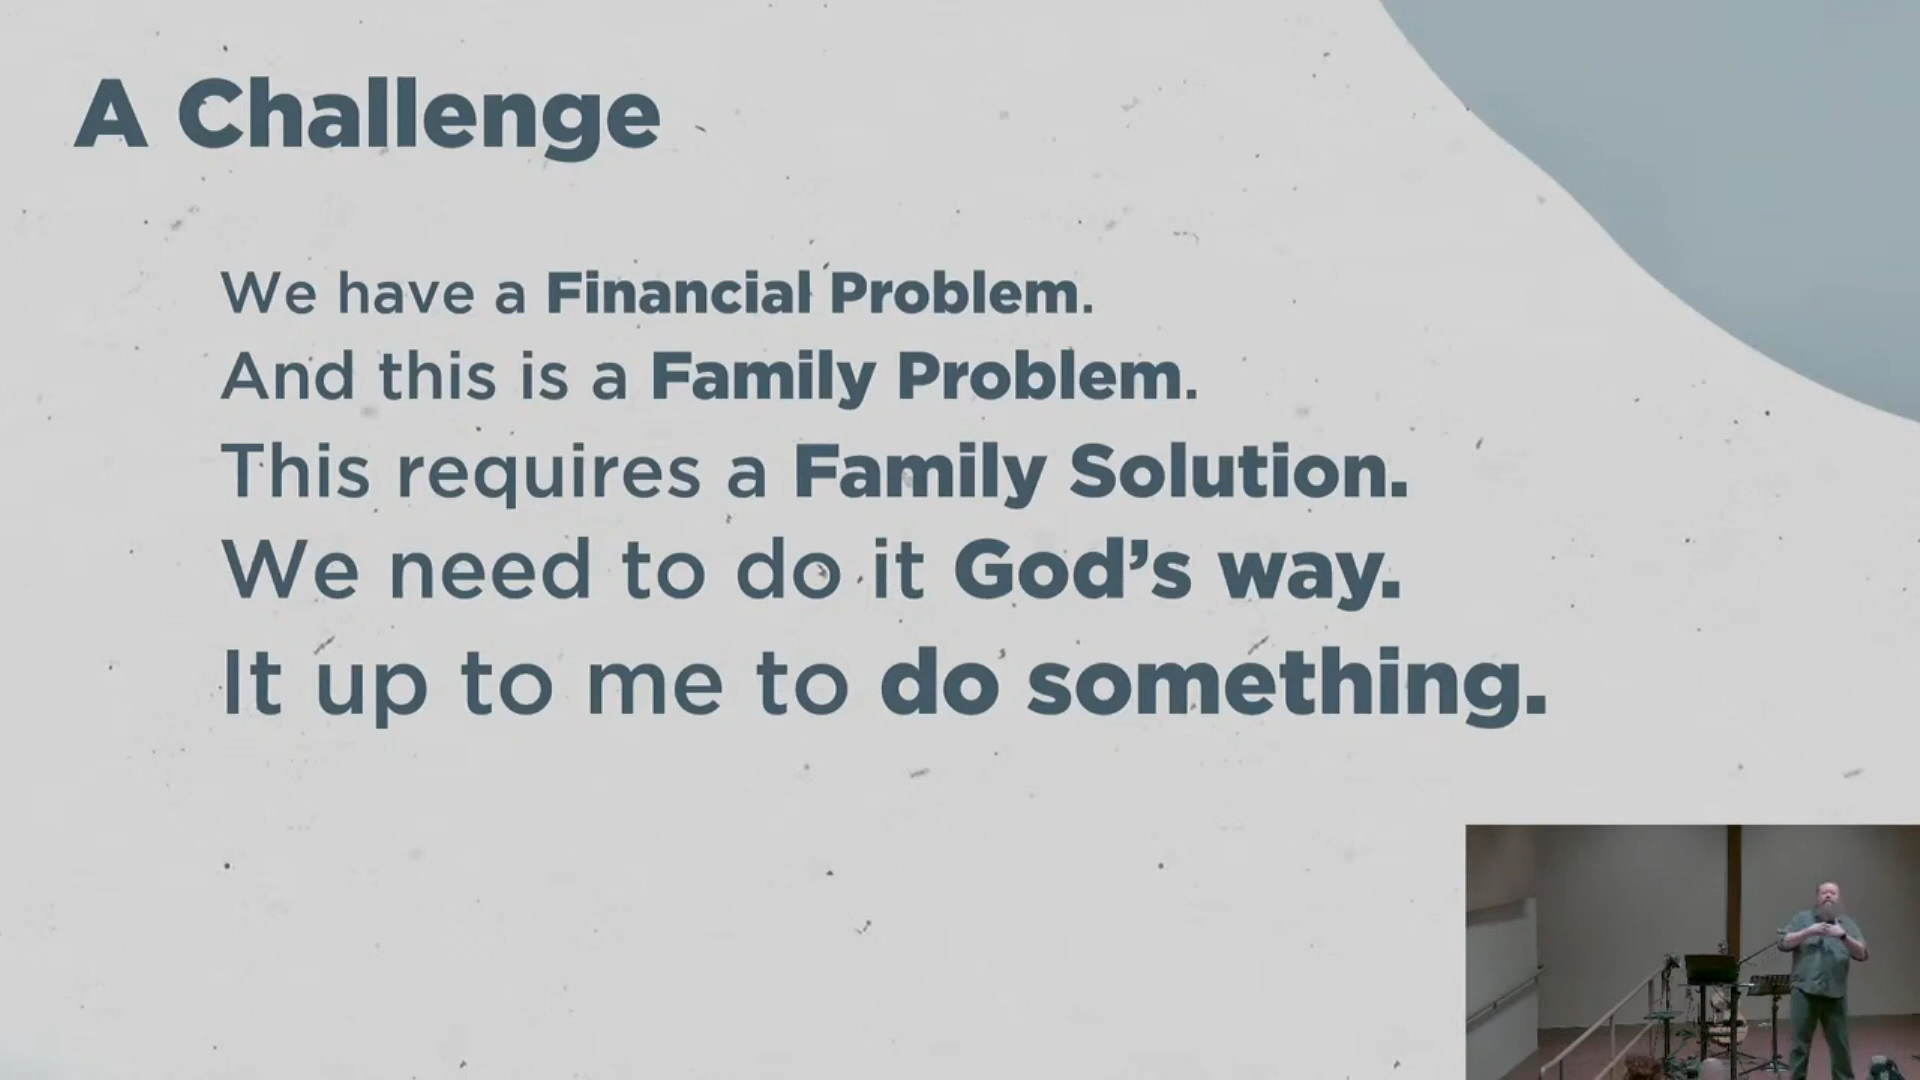 A Challenge
We have a Financial Problem.
And this is a Family Problem.
This requires a Family Solution.
We need to do it God's way.
It up to me to do something.